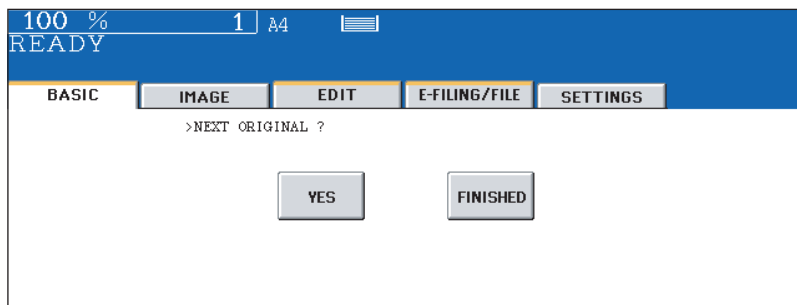 100 % 1 A4
READY
BASIC IMAGE EDIT E-FILING/FILE SETTINGS
>NEXT ORIGINAL ?
YES FINISHED